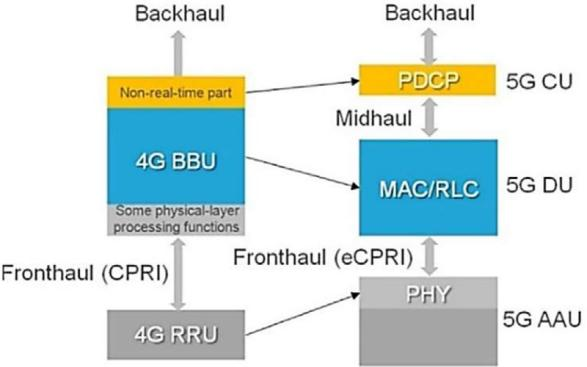 Backhaul
Backhaul
Non-real-time part
PDCP
5G CU
Midhaul
4G BBU
MAC/RLC
5G DU
Some physical-layer
processing functions
Fronthaul (CPRI)
Fronthaul (eCPRI)
PHY
4G RRU
5G AAU